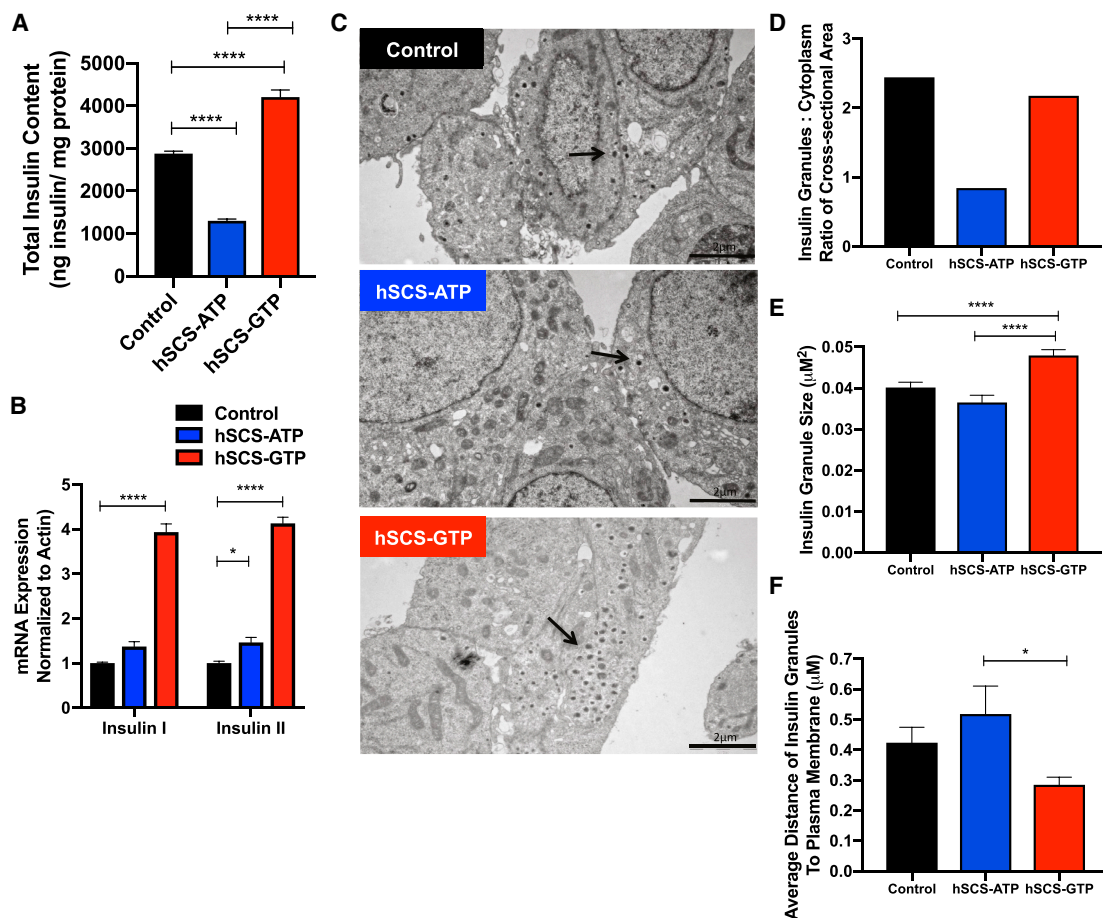 A
****
****
****
Total Insulin Content
(ng insulin/ mg protein)
5000
4000
3000
2000
1000
0
Control
hSCS-ATP
hSCS-GTP
B
Control
hSCS-ATP
hSCS-GTP
mRNA Expression
Normalized to Actin
5
4
3
2
1
0
****
****
*
Insulin I
Insulin II
C
Control
2μm
hSCS-ATP
2μm
hSCS-GTP
2μm
D
Insulin Granules : Cytoplasm
Ratio of Cross-sectional Area
3
2
1
0
Control
hSCS-ATP
hSCS-GTP
E
****
****
Insulin Granule Size (μM²)
0.05
0.04
0.03
0.02
0.01
0.00
Control
hSCS-ATP
hSCS-GTP
F
*
Average Distance of Insulin Granules
To Plasma Membrane (μM)
0.7
0.6
0.5
0.4
0.3
0.2
0.1
0.0
Control
hSCS-ATP
hSCS-GTP